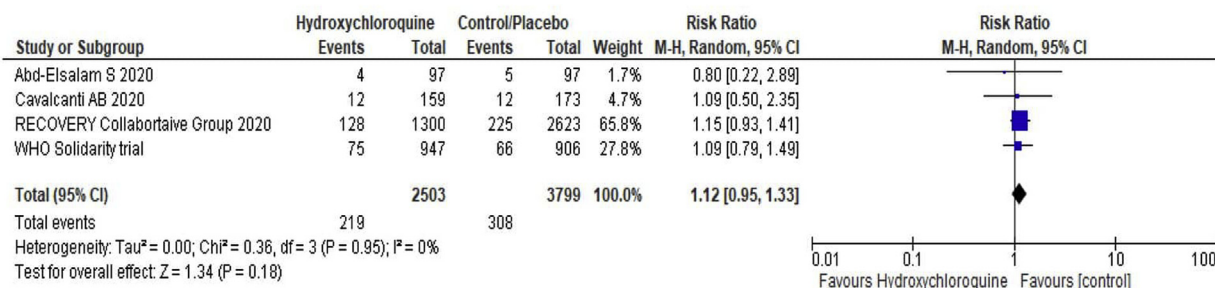 Hydroxychloroquine Control/Placebo Risk Ratio Risk Ratio
Study or Subgroup Events Total Events Total Weight M-H, Random, 95% CI M-H, Random, 95% CI
Abd-Elsalam S 2020 4 97 5 97 1.7% 0.80 [0.22, 2.89]
Cavalcanti AB 2020 12 159 12 173 4.7% 1.09 [0.50, 2.35]
RECOVERY Collabortaive Group 2020 128 1300 225 2623 65.8% 1.15 [0.93, 1.41]
WHO Solidarity trial 75 947 66 906 27.8% 1.09 [0.79, 1.49]
Total (95% CI) 2503 3799 100.0% 1.12 [0.95, 1.33]
Total events 219 308
Heterogeneity: Tau² = 0.00; Chi² = 0.36, df = 3 (P = 0.95); I² = 0%
Test for overall effect: Z = 1.34 (P = 0.18)
0.01 0.1 1 10 100
Favours Hydroxychloroquine Favours [control]